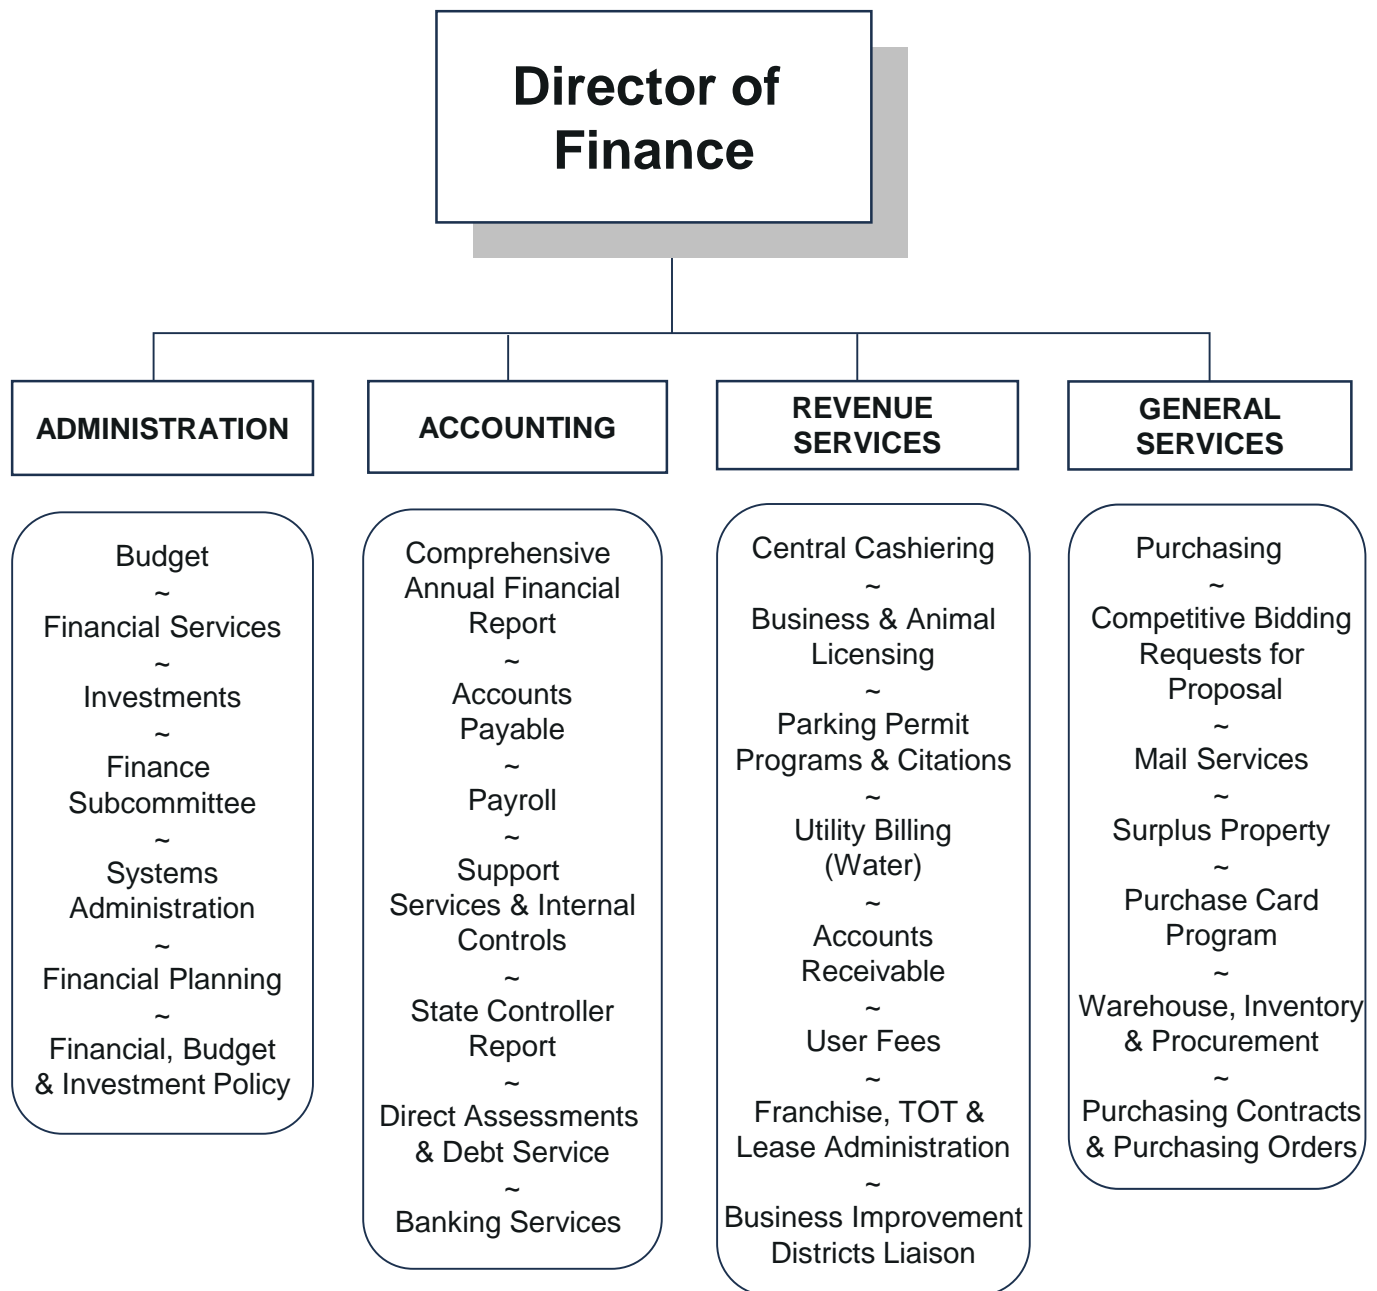 Director of
Finance
ADMINISTRATION
ACCOUNTING
REVENUE
SERVICES
GENERAL
SERVICES
Budget
~
Financial Services
~
Investments
~
Finance
Subcommittee
~
Systems
Administration
~
Financial Planning
~
Financial, Budget
& Investment Policy
Comprehensive
Annual Financial
Report
~
Accounts
Payable
~
Payroll
~
Support
Services & Internal
Controls
~
State Controller
Report
~
Direct Assessments
& Debt Service
~
Banking Services
Central Cashiering
~
Business & Animal
Licensing
~
Parking Permit
Programs & Citations
~
Utility Billing
(Water)
~
Accounts
Receivable
~
User Fees
~
Franchise, TOT &
Lease Administration
~
Business Improvement
Districts Liaison
Purchasing
~
Competitive Bidding
Requests for
Proposal
~
Mail Services
~
Surplus Property
~
Purchase Card
Program
~
Warehouse, Inventory
& Procurement
~
Purchasing Contracts
& Purchasing Orders